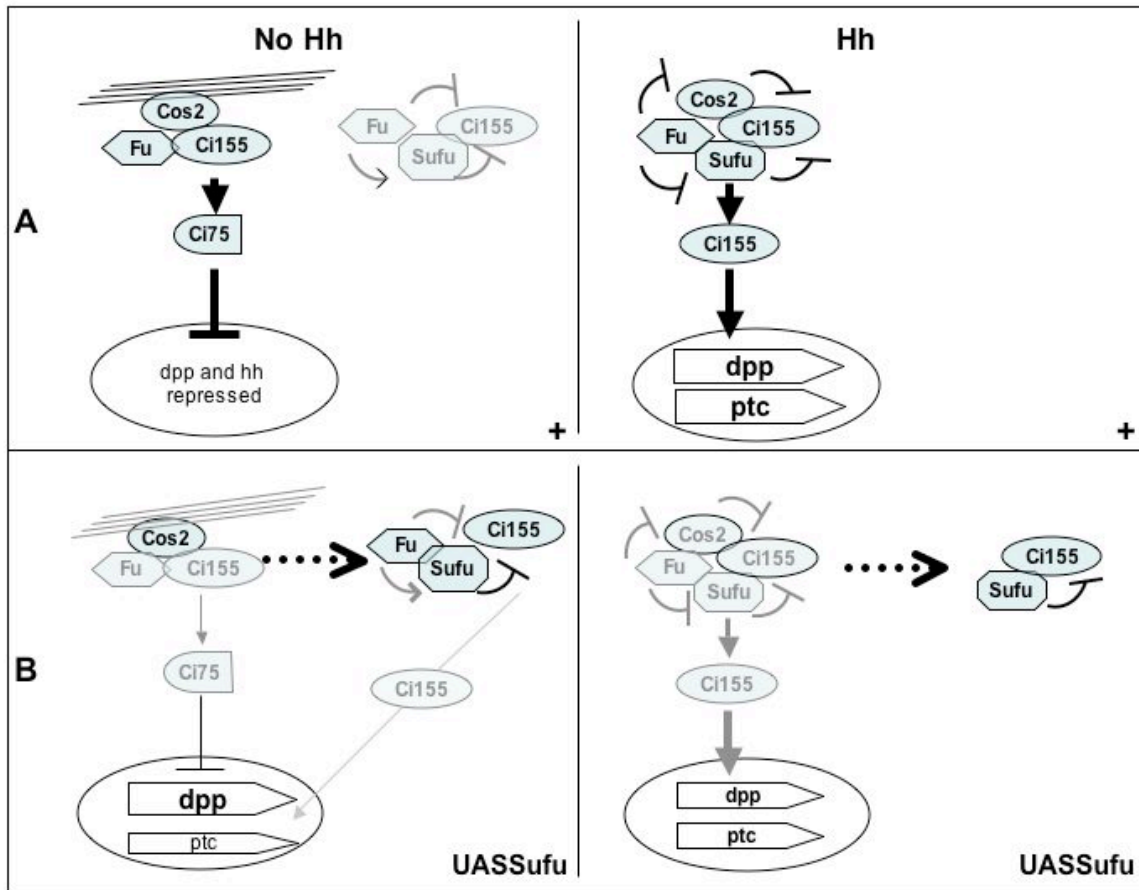 No Hh
Hh
A
Cos2
Fu
Ci155
Ci75
dpp and hh
repressed
Fu
Ci155
Sufu
+
Cos2
Fu
Ci155
Sufu
Ci155
dpp
ptc
+
B
Cos2
Fu
Ci155
Ci75
Fu
Ci155
Sufu
Ci155
dpp
ptc
UASSufu
Cos2
Fu
Ci155
Sufu
Ci155
Ci155
Sufu
dpp
ptc
UASSufu